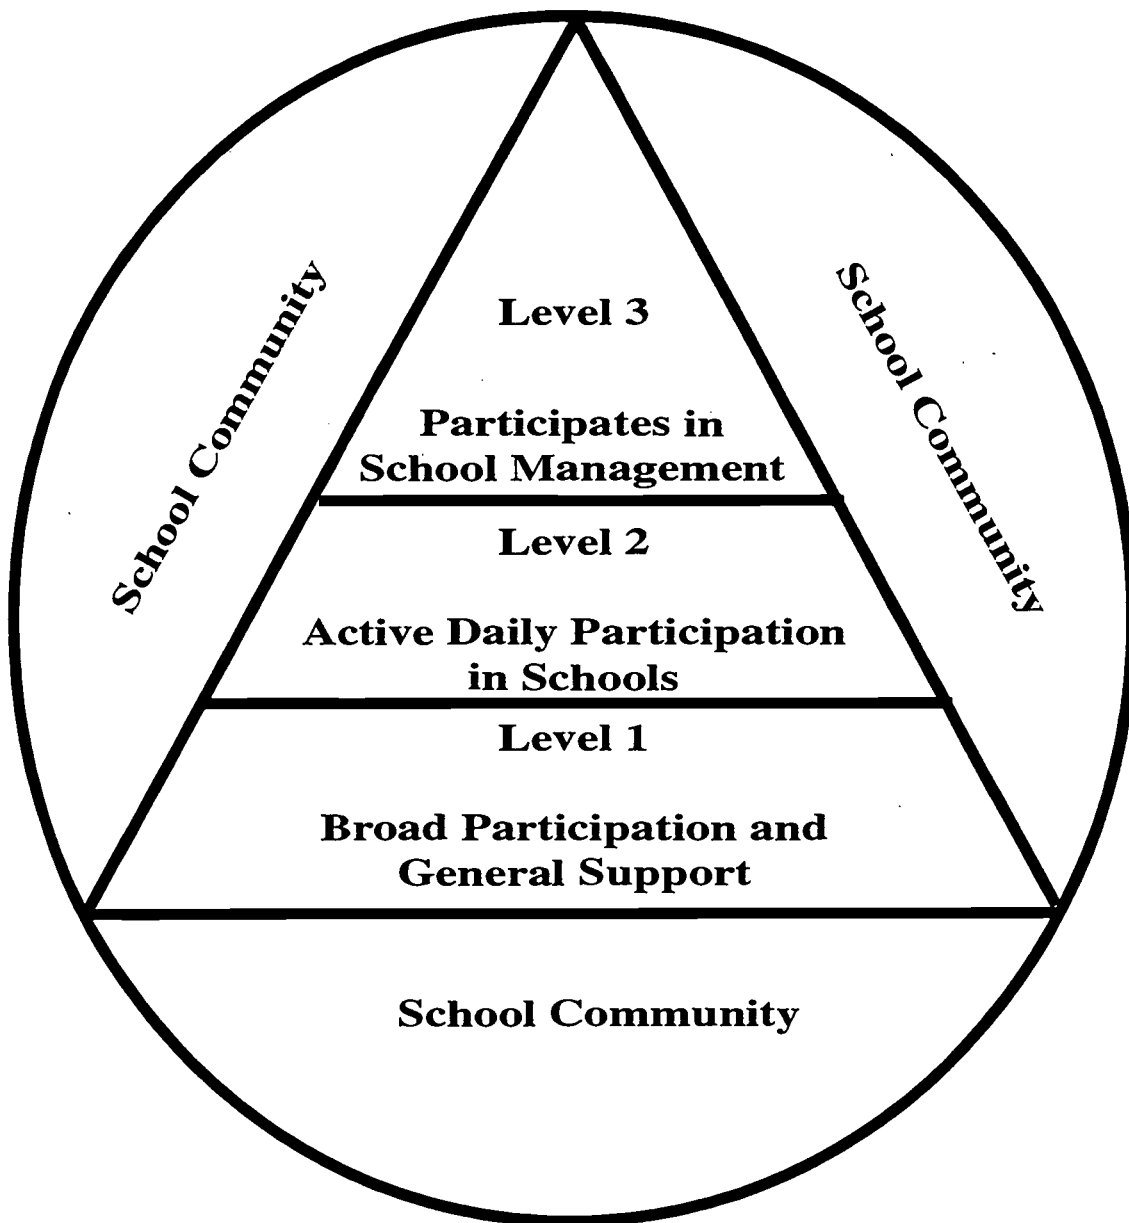 School Community
School Community
Level 3
Participates in
School Management
Level 2
Active Daily Participation
in Schools
Level 1
Broad Participation and
General Support
School Community